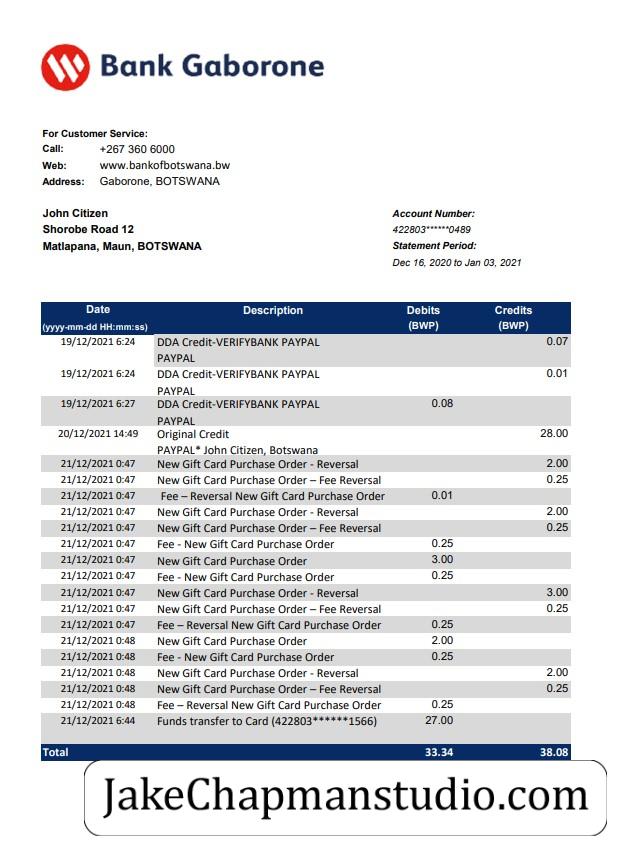 Bank Gaborone
For Customer Service:
Call: +267 360 6000
Web: www.bankofbotswana.bw
Address: Gaborone, BOTSWANA
John Citizen
Shorobe Road 12
Matlapana, Maun, BOTSWANA
Account Number:
422803******0489
Statement Period:
Dec 16, 2020 to Jan 03, 2021
Date Description Debits Credits
(yyyy-mm-dd HH:mm:ss) (BWP) (BWP)
19/12/2021 6:24 DDA Credit-VERIFYBANK PAYPAL 0.07
PAYPAL
19/12/2021 6:24 DDA Credit-VERIFYBANK PAYPAL 0.01
PAYPAL
19/12/2021 6:27 DDA Credit-VERIFYBANK PAYPAL 0.08
PAYPAL
20/12/2021 14:49 Original Credit 28.00
PAYPAL* John Citizen, Botswana
21/12/2021 0:47 New Gift Card Purchase Order - Reversal 2.00
21/12/2021 0:47 New Gift Card Purchase Order – Fee Reversal 0.25
21/12/2021 0:47 Fee – Reversal New Gift Card Purchase Order 0.01
21/12/2021 0:47 New Gift Card Purchase Order - Reversal 2.00
21/12/2021 0:47 New Gift Card Purchase Order – Fee Reversal 0.25
21/12/2021 0:47 Fee - New Gift Card Purchase Order 0.25
21/12/2021 0:47 New Gift Card Purchase Order 3.00
21/12/2021 0:47 Fee - New Gift Card Purchase Order 0.25
21/12/2021 0:47 New Gift Card Purchase Order - Reversal 3.00
21/12/2021 0:47 New Gift Card Purchase Order – Fee Reversal 0.25
21/12/2021 0:47 Fee – Reversal New Gift Card Purchase Order 0.25
21/12/2021 0:48 New Gift Card Purchase Order 2.00
21/12/2021 0:48 Fee - New Gift Card Purchase Order 0.25
21/12/2021 0:48 New Gift Card Purchase Order - Reversal 2.00
21/12/2021 0:48 New Gift Card Purchase Order – Fee Reversal 0.25
21/12/2021 0:48 Fee – Reversal New Gift Card Purchase Order 0.25
21/12/2021 6:44 Funds transfer to Card (422803******1566) 27.00
Total 33.34 38.08
JakeChapmanstudio.com